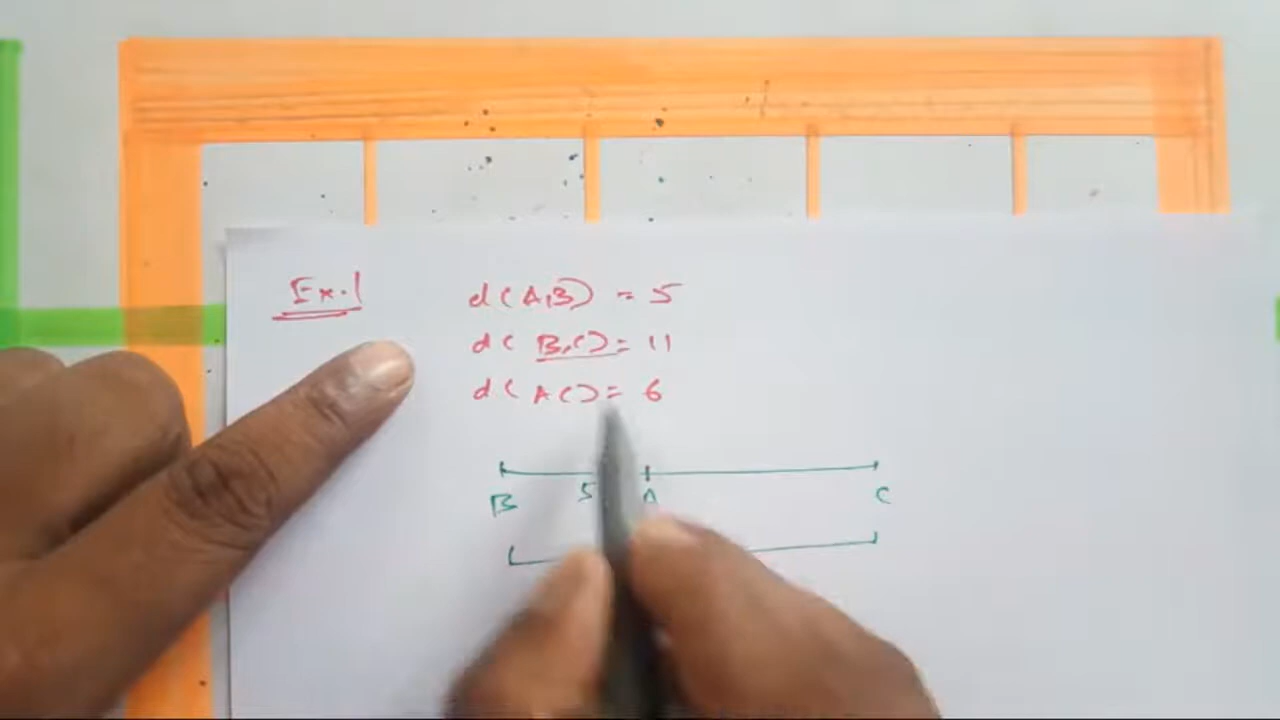 Ex.1
d(A,B) = 5
d( B,C) = 11
d( A C) = 6
B 5 A C